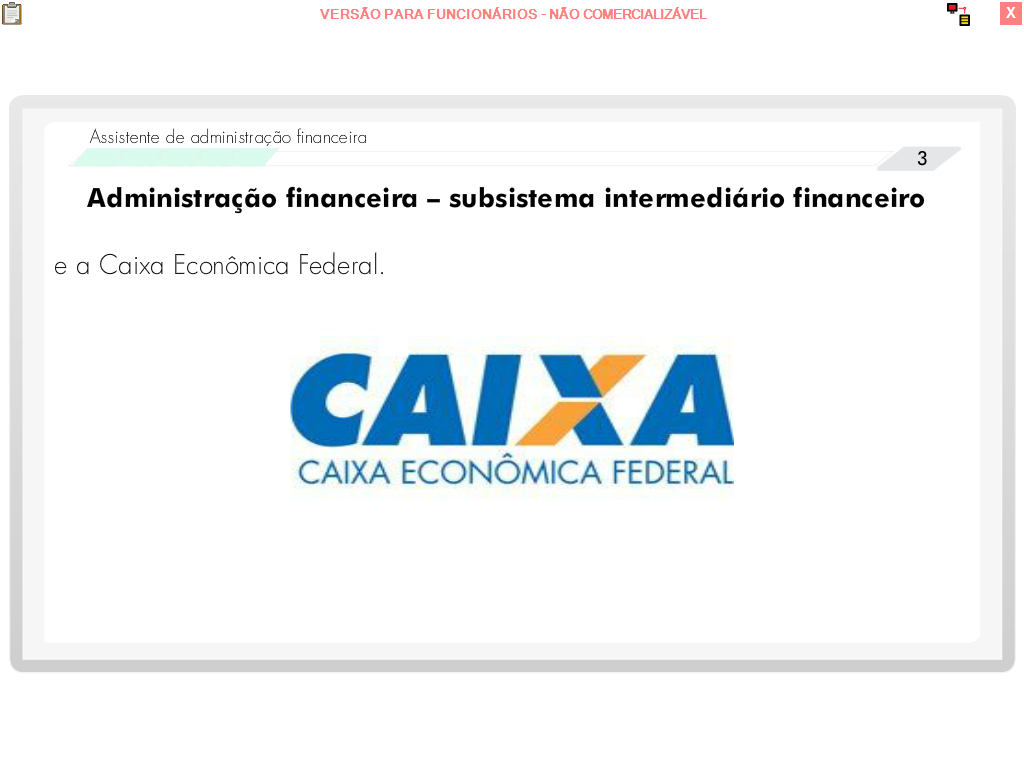 VERSÃO PARA FUNCIONÁRIOS - NÃO COMERCIALIZÁVEL
X
Assistente de administração financeira
3
Administração financeira – subsistema intermediário financeiro
e a Caixa Econômica Federal.
CAIXA
CAIXA ECONÔMICA FEDERAL